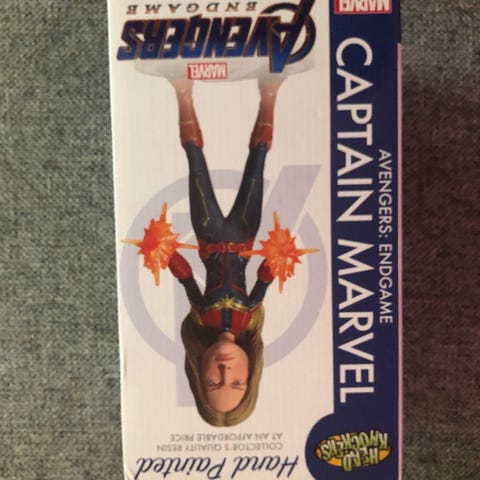 Hand Painted
COLLECTOR'S QUALITY RESIN
AT AN AFFORDABLE PRICE
HEAD
KNOCKERS
MARVEL
AVENGERS
ENDGAME
AVENGERS: ENDGAME
CAPTAIN MARVEL
MARVEL